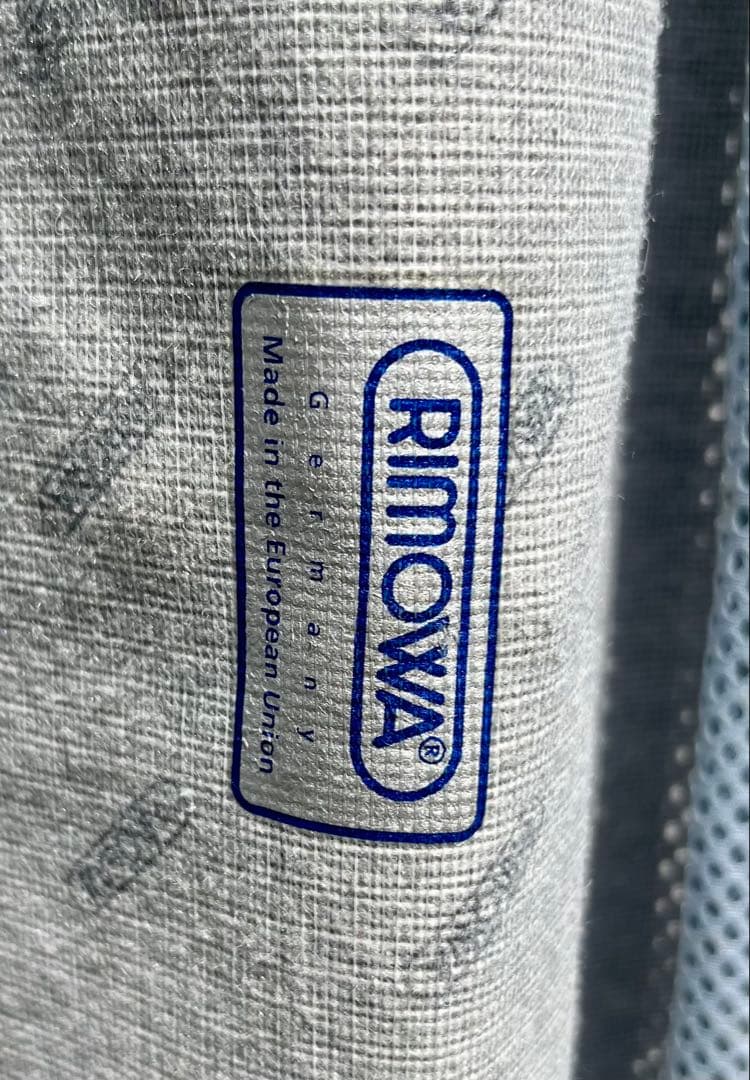 RIMOWA®
Germany
Made in the European Union